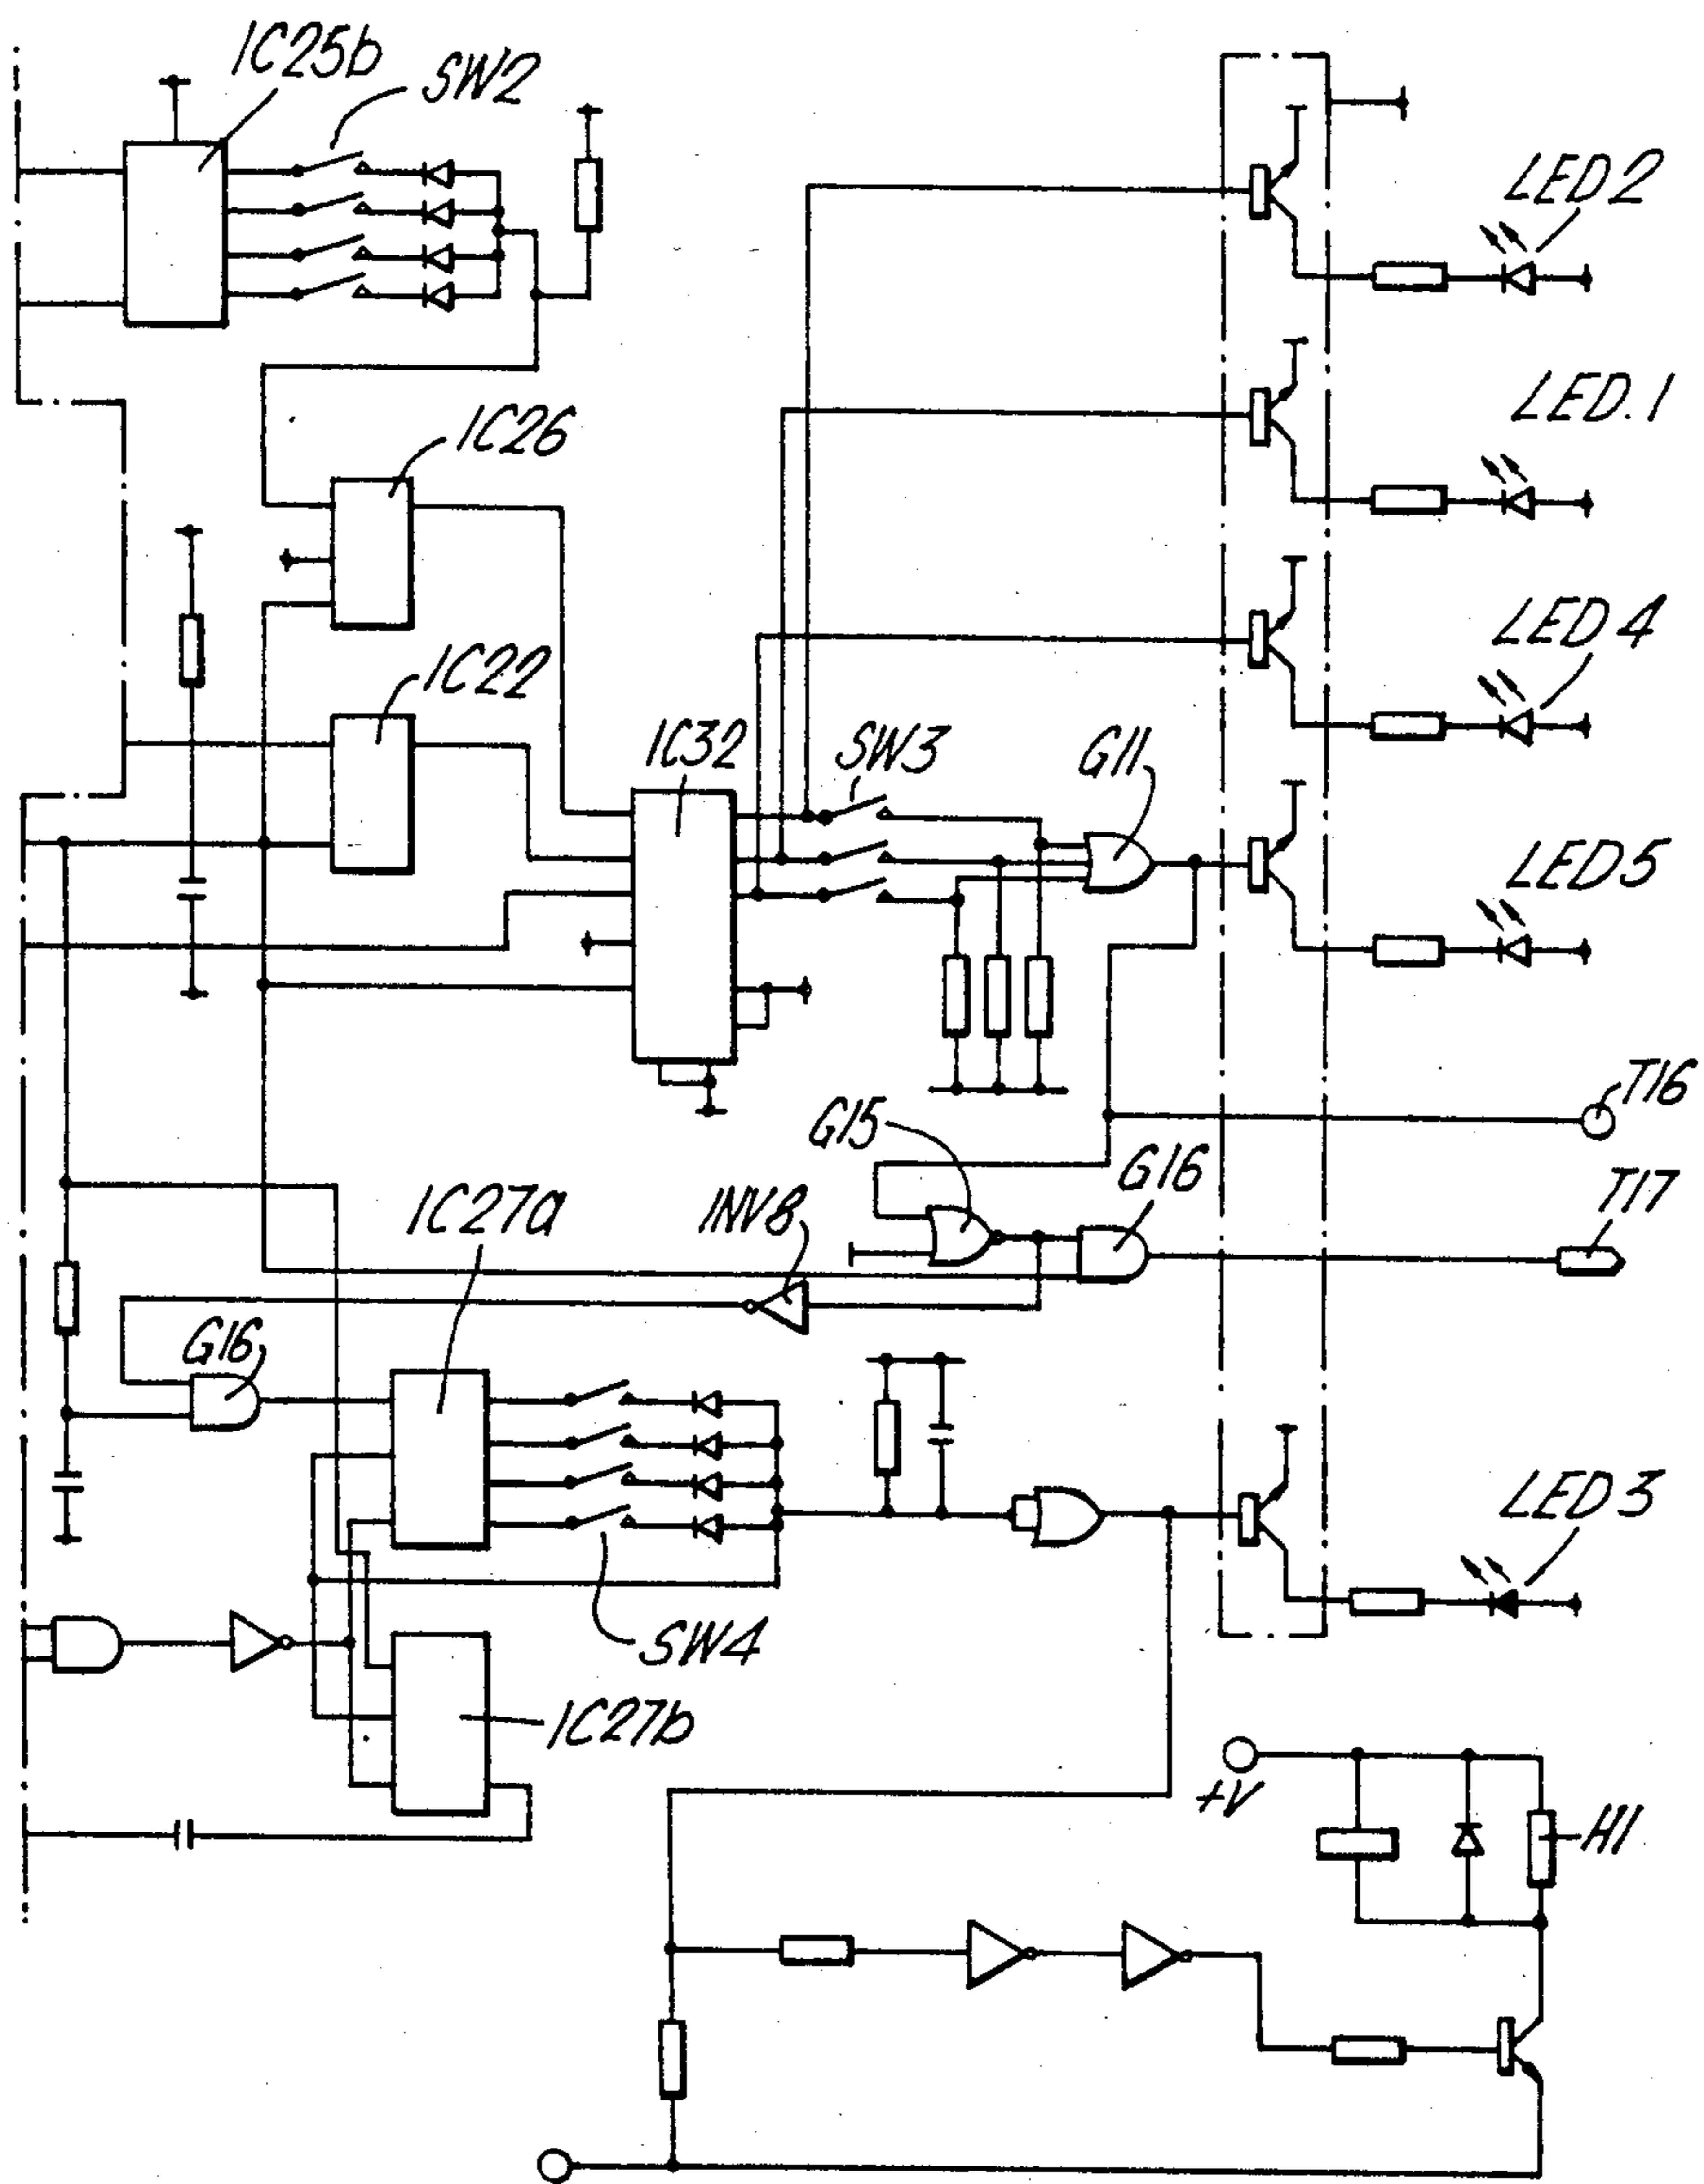 IC25b
SW2
LED2
LED.1
IC26
LED4
IC22
IC32
SW3
G11
LED5
T16
G15
G16
T17
IC27a
INV8
G16
LED3
SW4
IC27b
+V
H1